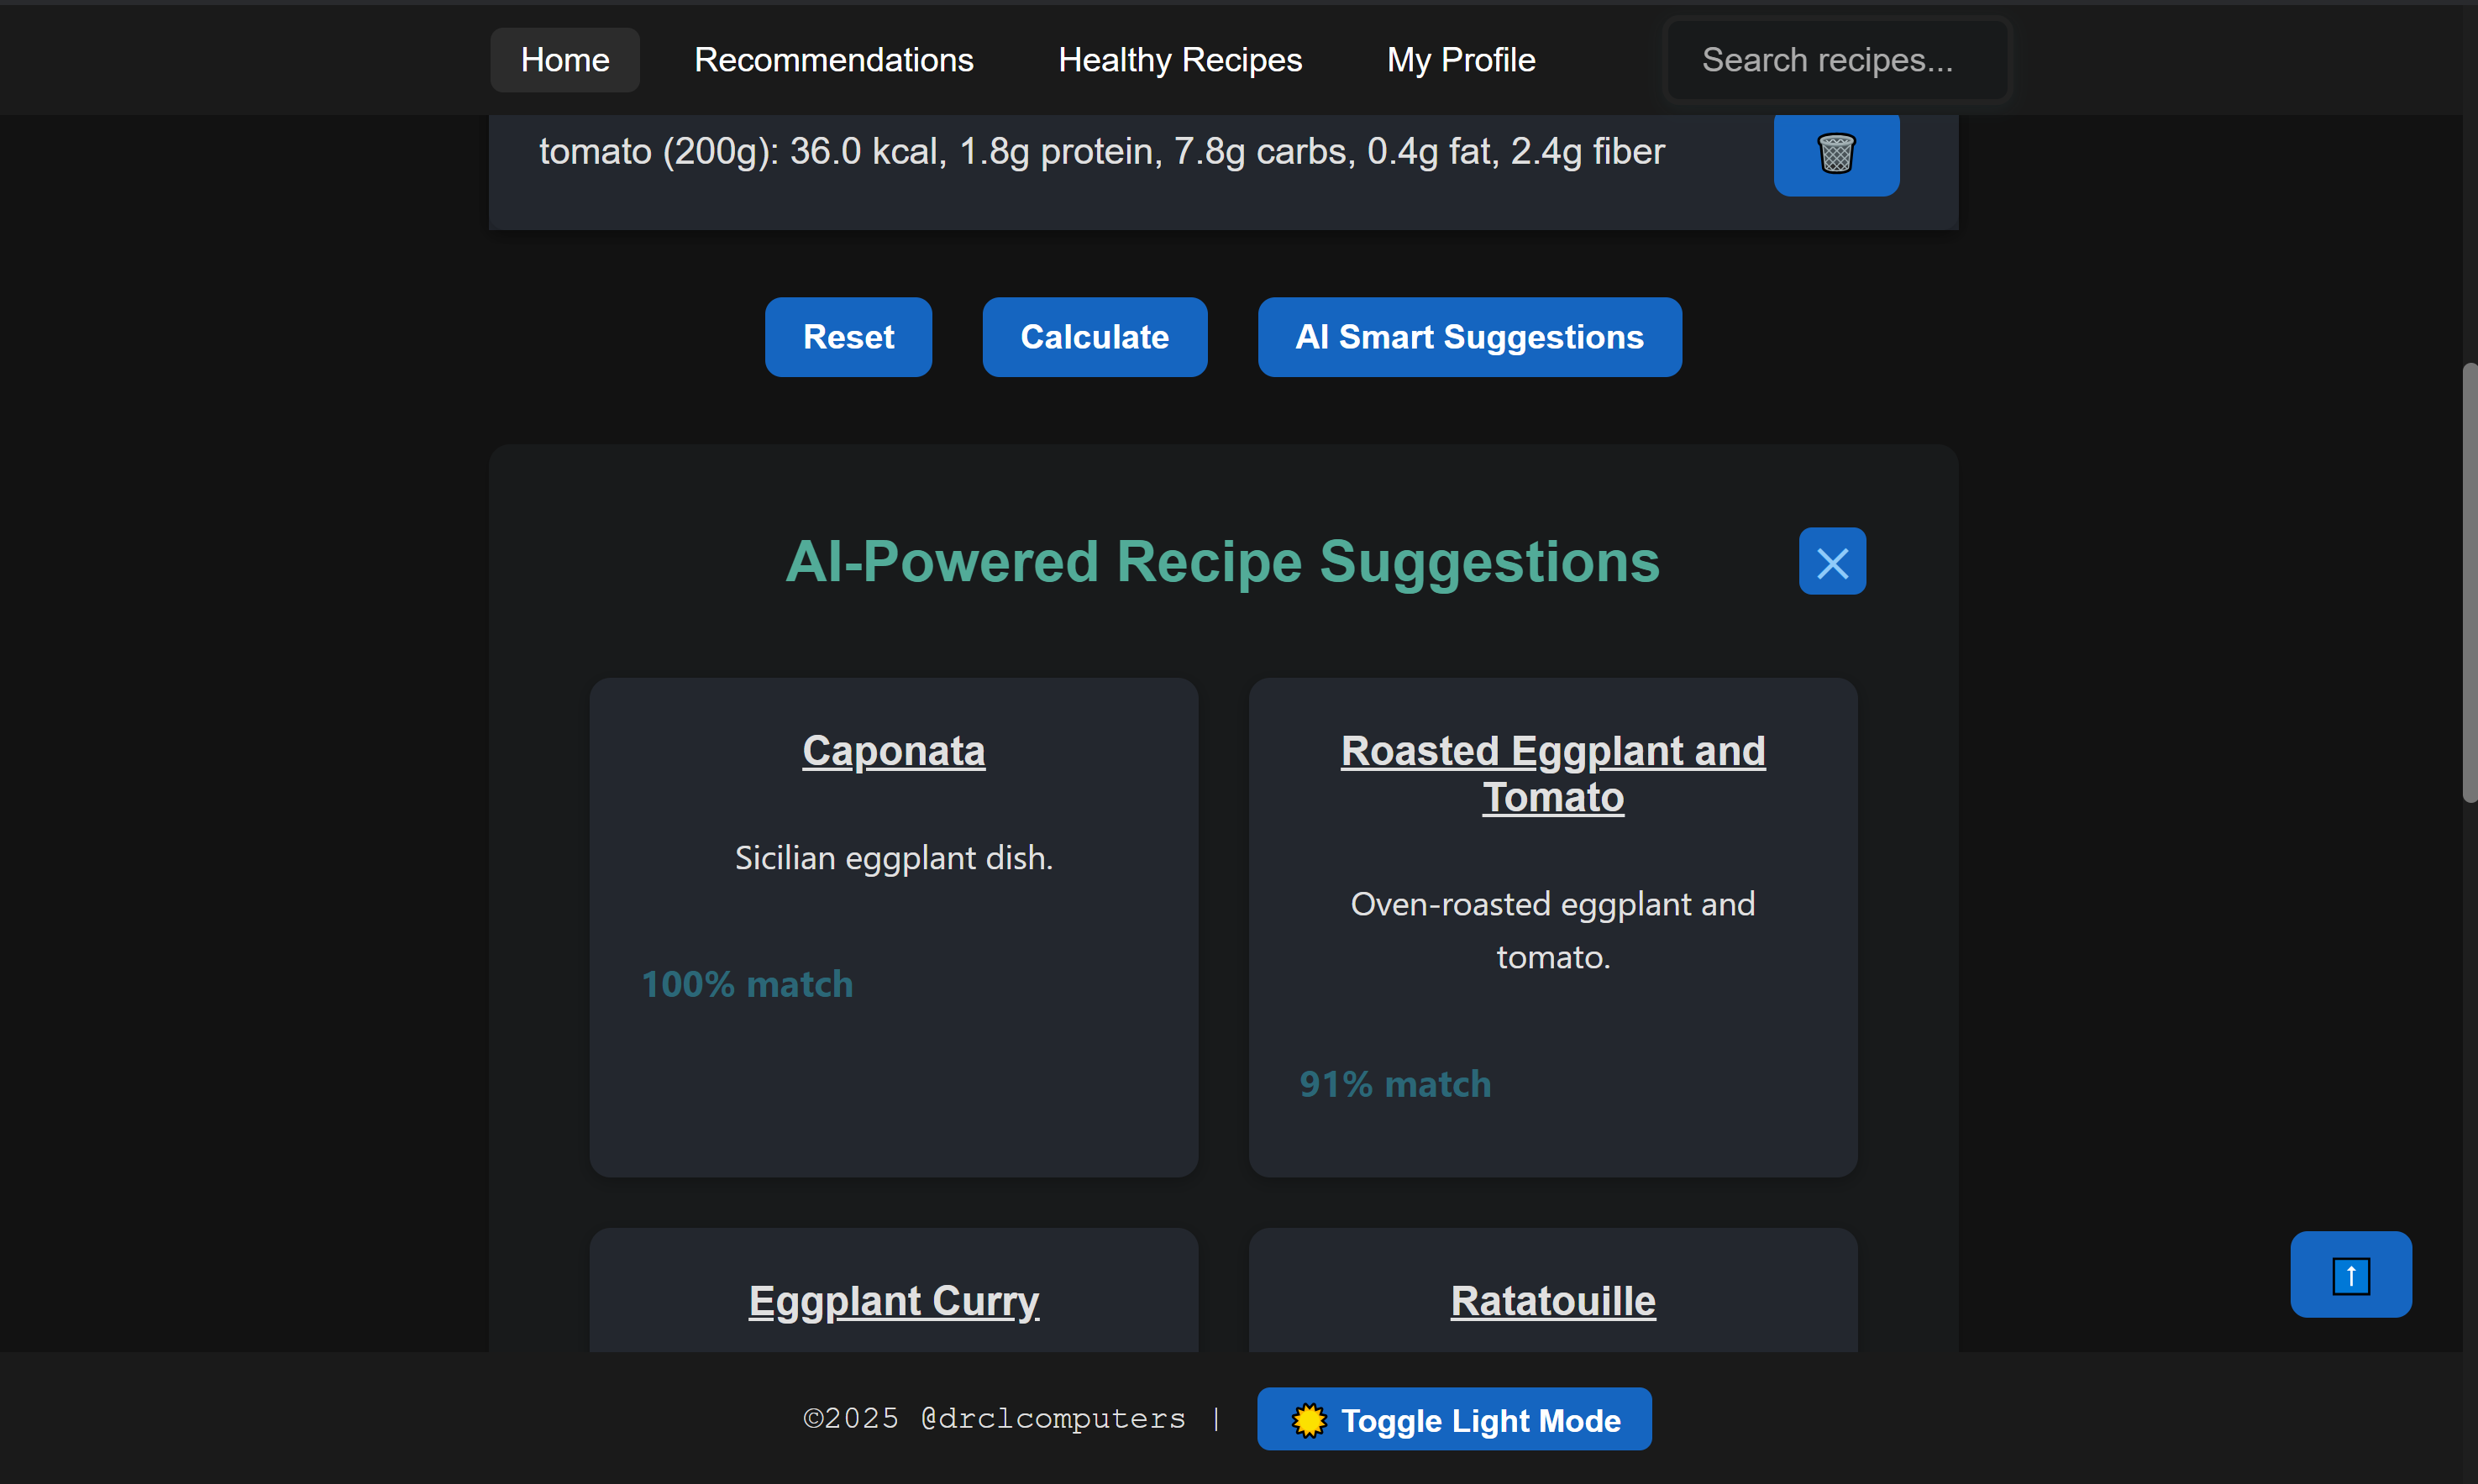 Home Recommendations Healthy Recipes My Profile Search recipes...
tomato (200g): 36.0 kcal, 1.8g protein, 7.8g carbs, 0.4g fat, 2.4g fiber
Reset Calculate AI Smart Suggestions
AI-Powered Recipe Suggestions
Caponata
Sicilian eggplant dish.
100% match
Roasted Eggplant and
Tomato
Oven-roasted eggplant and
tomato.
91% match
Eggplant Curry
Ratatouille
©2025 @drclcomputers | Toggle Light Mode